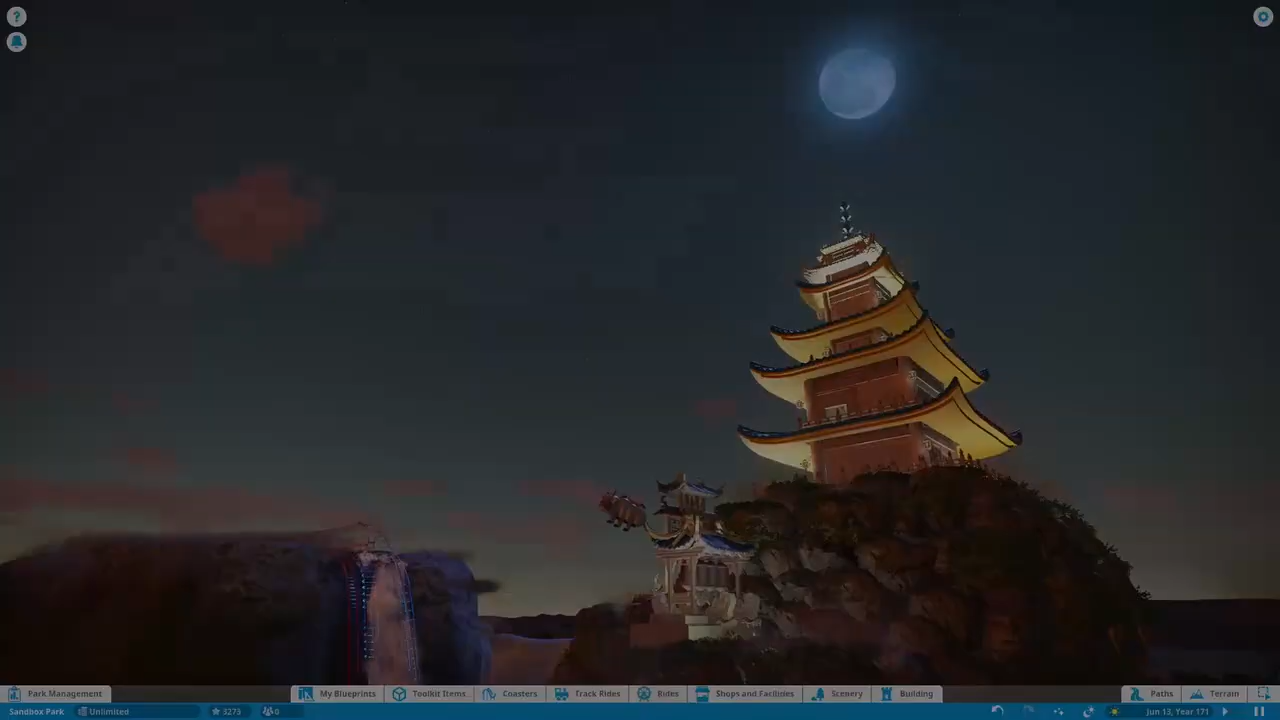 ?
Park Management
My Blueprints
Toolkit Items
Coasters
Track Rides
Rides
Shops and Facilities
Scenery
Building
Paths
Terrain
Sandbox Park
Unlimited
3273
0
Jun 13, Year 171